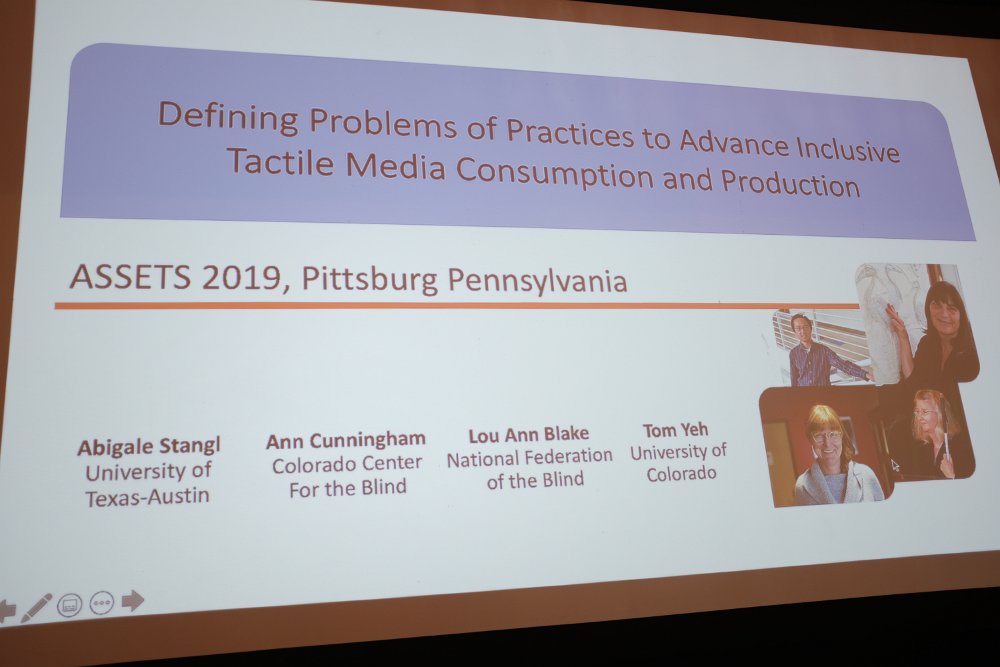 Defining Problems of Practices to Advance Inclusive
Tactile Media Consumption and Production
ASSETS 2019, Pittsburg Pennsylvania
Abigale Stangl
University of
Texas-Austin
Ann Cunningham
Colorado Center
For the Blind
Lou Ann Blake
National Federation
of the Blind
Tom Yeh
University of
Colorado